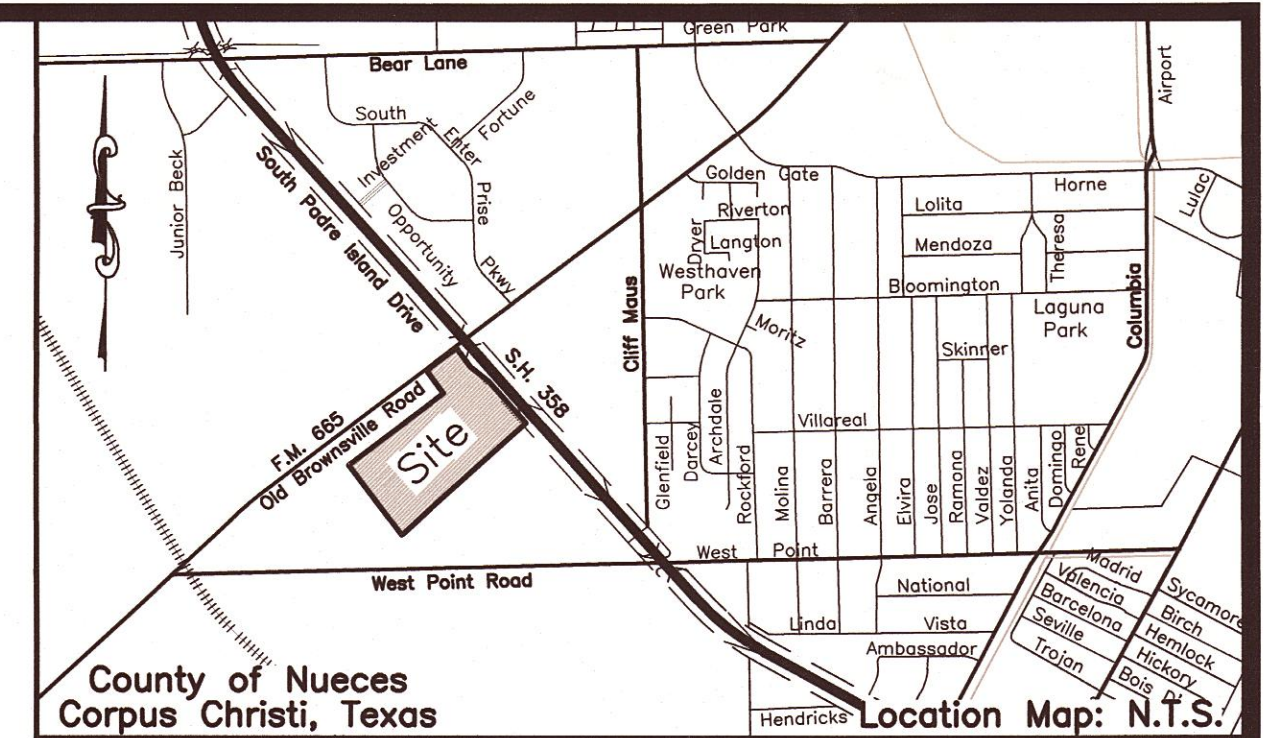 Green Park
Bear Lane
Airport
South
Fortune
Enter
Investment
Junior Beck
Prise
Golden Gate
Horne
Lulac
South Padre Island Drive
Opportunity
Riverton
Lolita
Dryer
Langton
Mendoza
Theresa
Pkwy
Westhaven
Park
Bloomington
Laguna
Park
Columbia
Moritz
Cliff Maus
Skinner
S.H. 358
F.M. 665
Old Brownsville Road
Site
Villareal
Glenfield
Darcey
Archdale
Rockford
Molina
Barrera
Angela
Elvira
Jose
Ramona
Valdez
Yolanda
Anita
Domingo
Rene
West Point
West Point Road
Madrid
Valencia
Barcelona
Seville
Trojan
Sycamore
Birch
Hemlock
Hickory
Bois D'
National
Linda Vista
Ambassador
Hendricks
County of Nueces
Corpus Christi, Texas
Location Map: N.T.S.